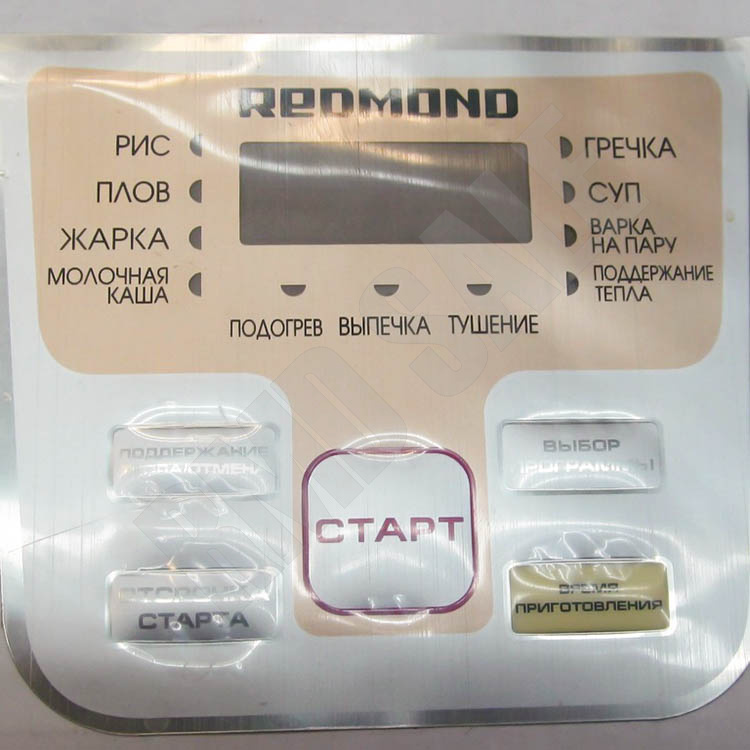 REDMOND
РИС
ПЛОВ
ЖАРКА
МОЛОЧНАЯ
КАША
ГРЕЧКА
СУП
ВАРКА
НА ПАРУ
ПОДДЕРЖАНИЕ
ТЕПЛА
ПОДОГРЕВ ВЫПЕЧКА ТУШЕНИЕ
ПОДДЕРЖАНИЕ
СТАРТА
СТАРТ
ВЫБОР
ПРОГРАММЫ
ВРЕМЯ
ПРИГОТОВЛЕНИЯ